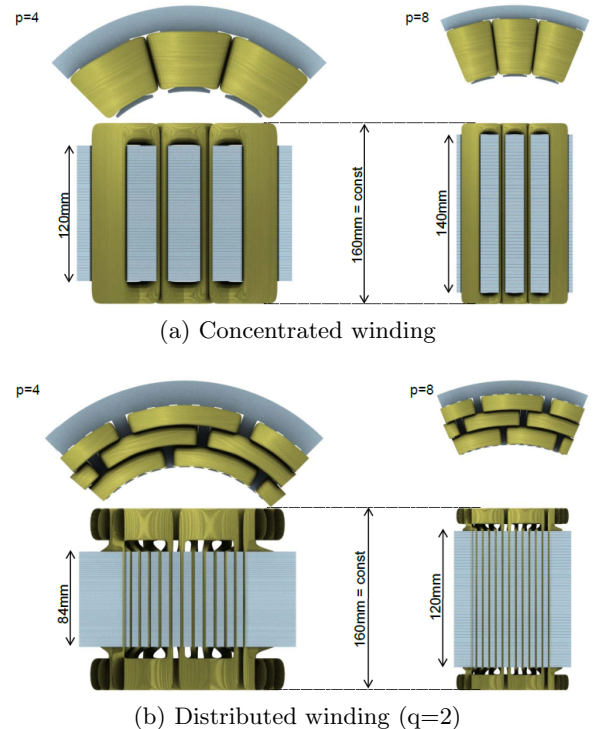 p=4
p=8
120mm
160mm = const
140mm
(a) Concentrated winding
p=4
p=8
84mm
160mm = const
120mm
(b) Distributed winding (q=2)